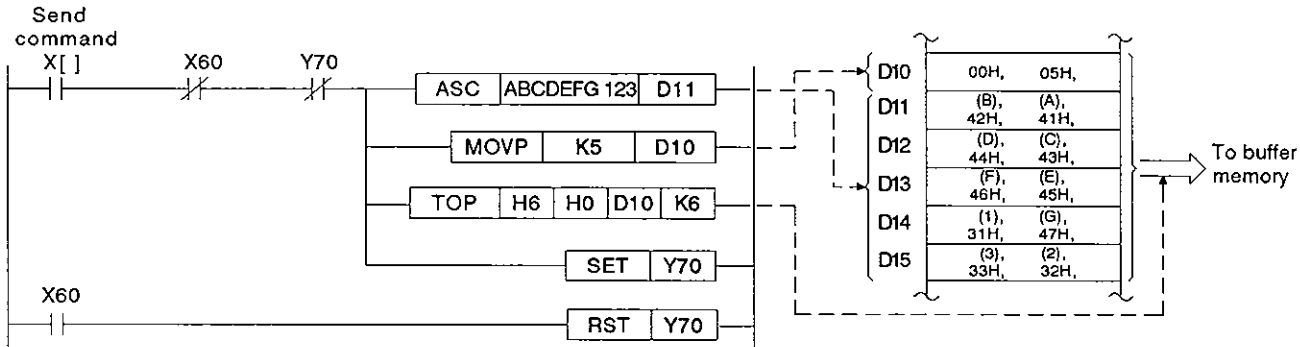 Send
command
X[ ] X60 Y70
ASC ABCDEFG 123 D11
MOVP K5 D10
TOP H6 H0 D10 K6
SET Y70
X60
RST Y70
D10 00H, 05H,
D11 (B), (A),
42H, 41H,
D12 (D), (C),
44H, 43H,
D13 (F), (E),
46H, 45H,
D14 (1), (G),
31H, 47H,
D15 (3), (2),
33H, 32H,
To buffer
memory